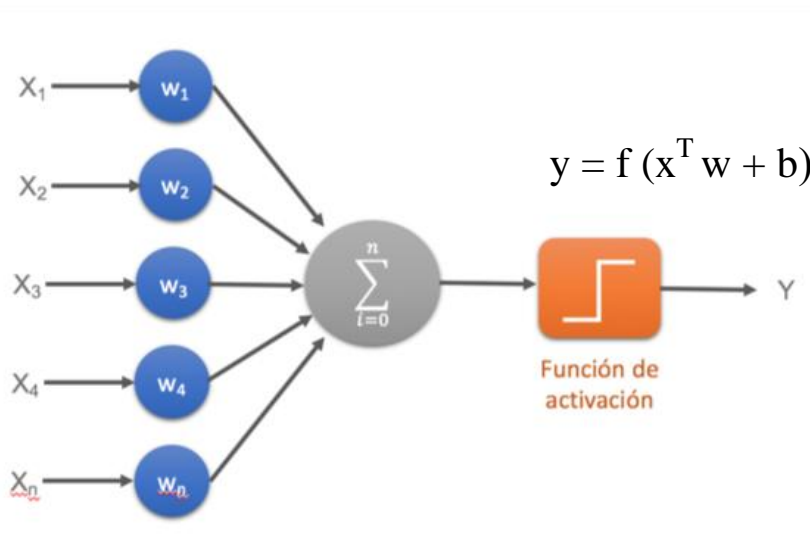 X₁
w₁
y = f (xᵀ w + b)
X₂
w₂
X₃
w₃
n
∑
i=0
Y
X₄
w₄
Función de
activación
Xₙ
wₙ